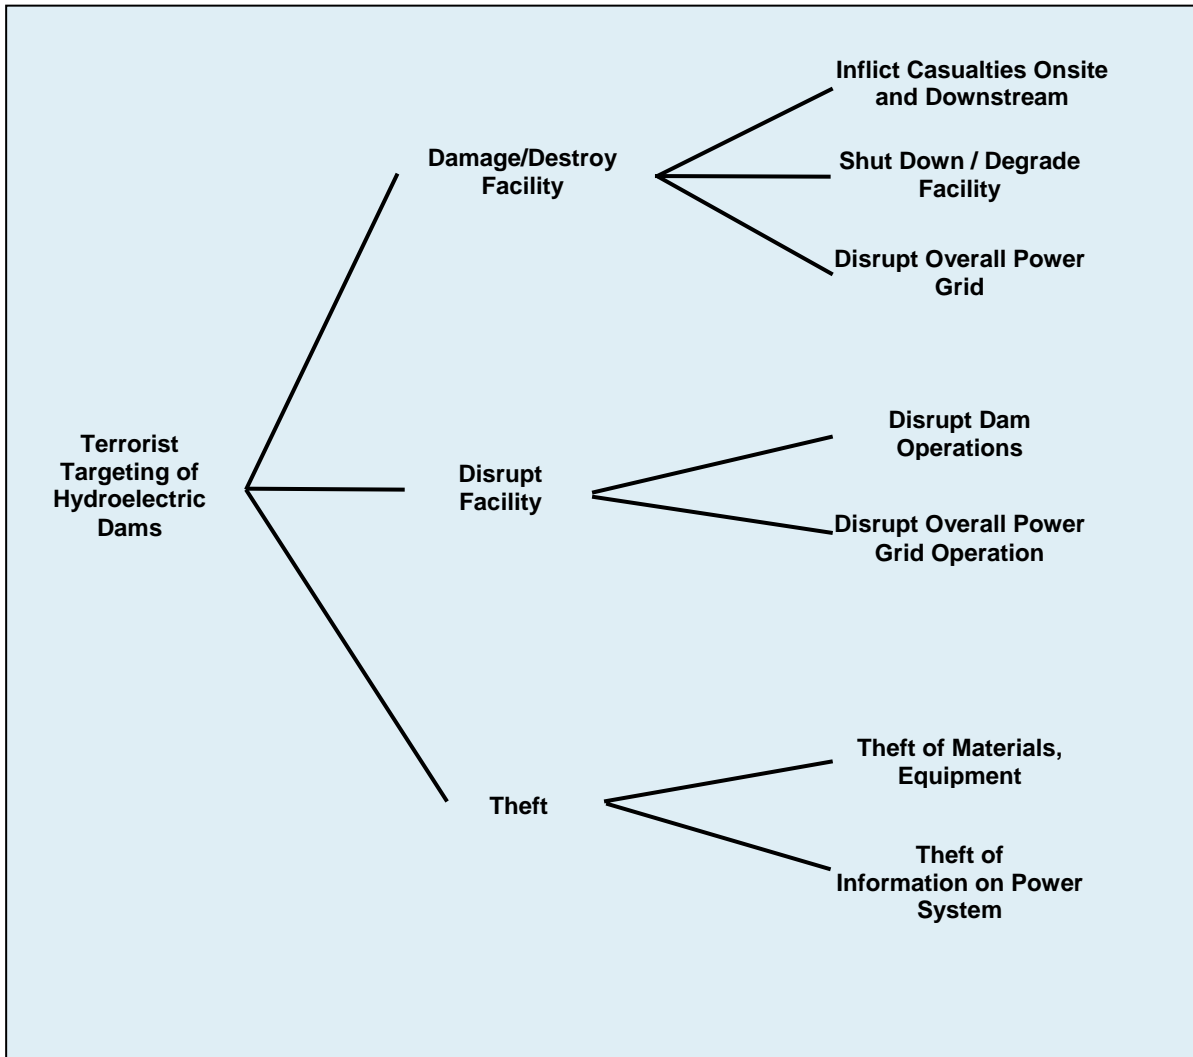 Inflict Casualties Onsite
and Downstream
Damage/Destroy
Facility
Shut Down / Degrade
Facility
Disrupt Overall Power
Grid
Terrorist
Targeting of
Hydroelectric
Dams
Disrupt
Facility
Disrupt Dam
Operations
Disrupt Overall Power
Grid Operation
Theft
Theft of Materials,
Equipment
Theft of
Information on Power
System